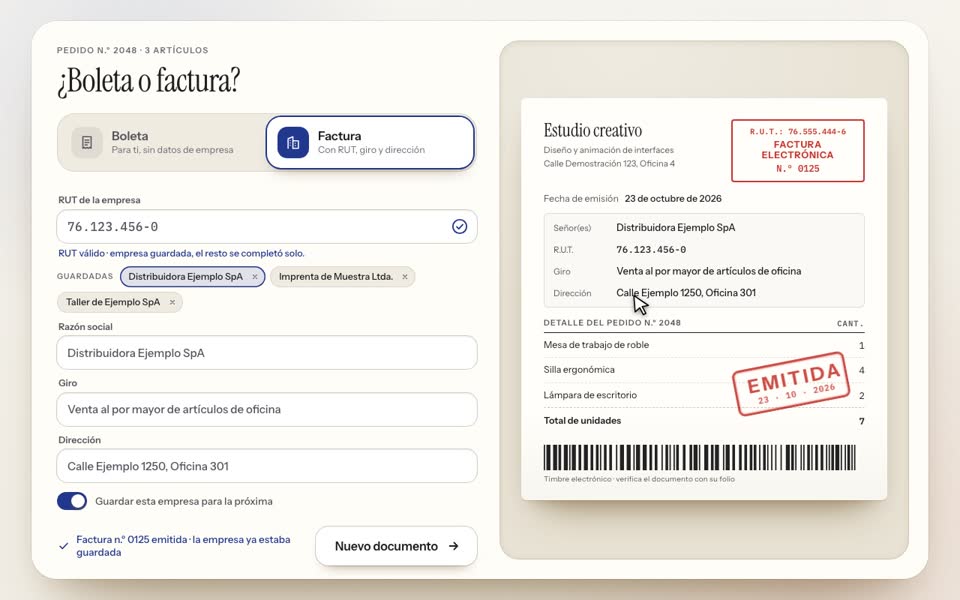 PEDIDO N.º 2048 · 3 ARTÍCULOS
¿Boleta o factura?
Boleta
Para ti, sin datos de empresa
Factura
Con RUT, giro y dirección
RUT de la empresa
76.123.456-0
RUT válido · empresa guardada, el resto se completó solo.
GUARDADAS
Distribuidora Ejemplo SpA ×
Imprenta de Muestra Ltda. ×
Taller de Ejemplo SpA ×
Razón social
Distribuidora Ejemplo SpA
Giro
Venta al por mayor de artículos de oficina
Dirección
Calle Ejemplo 1250, Oficina 301
Guardar esta empresa para la próxima
Factura n.º 0125 emitida · la empresa ya estaba
guardada
Nuevo documento →
Estudio creativo
Diseño y animación de interfaces
Calle Demostración 123, Oficina 4
R.U.T.: 76.555.444-6
FACTURA
ELECTRÓNICA
N.º 0125
Fecha de emisión 23 de octubre de 2026
Señor(es) Distribuidora Ejemplo SpA
R.U.T. 76.123.456-0
Giro Venta al por mayor de artículos de oficina
Dirección Calle Ejemplo 1250, Oficina 301
DETALLE DEL PEDIDO N.º 2048 CANT.
Mesa de trabajo de roble 1
Silla ergonómica 4
Lámpara de escritorio 2
EMITIDA
23 · 10 · 2026
Total de unidades 7
Timbre electrónico · verifica el documento con su folio